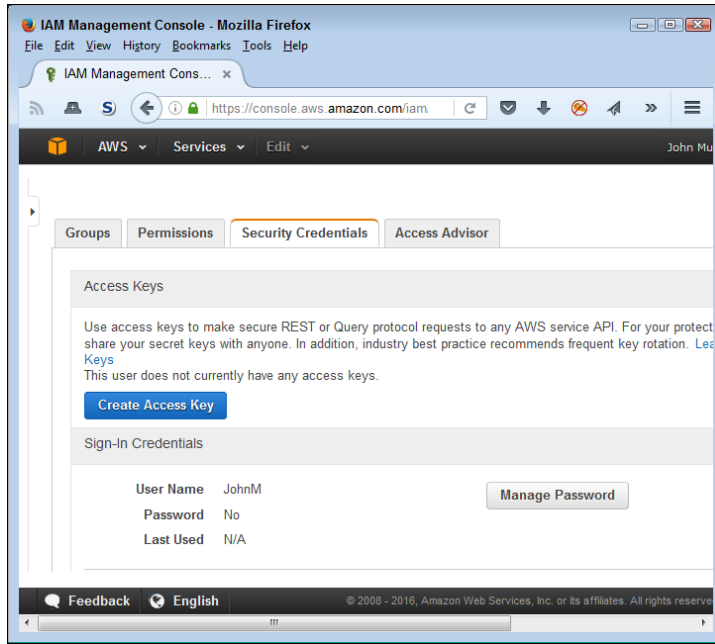 IAM Management Console - Mozilla Firefox
File Edit View History Bookmarks Tools Help
IAM Management Cons... ×
S) https://console.aws.amazon.com/iam
AWS Services Edit John Mu
Groups Permissions Security Credentials Access Advisor
Access Keys
Use access keys to make secure REST or Query protocol requests to any AWS service API. For your protect
share your secret keys with anyone. In addition, industry best practice recommends frequent key rotation. Lea
Keys
This user does not currently have any access keys.
Create Access Key
Sign-In Credentials
User Name JohnM
Manage Password
Password No
Last Used N/A
Feedback English © 2008 - 2016, Amazon Web Services, Inc. or its affiliates. All rights reserve